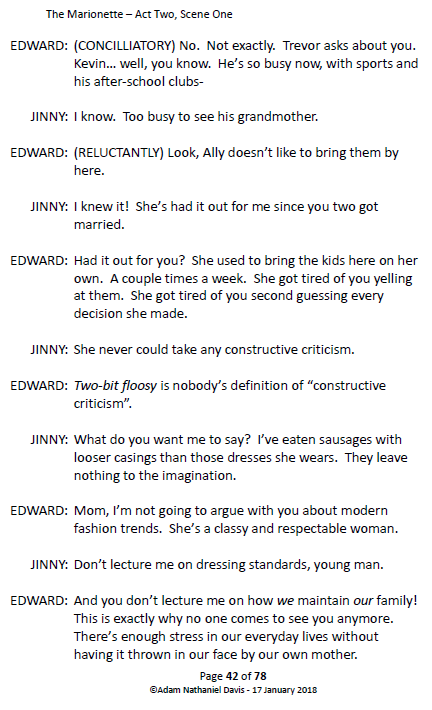 The Marionette – Act Two, Scene One
EDWARD: (CONCILLIATORY) No. Not exactly. Trevor asks about you.
Kevin… well, you know. He's so busy now, with sports and
his after-school clubs-
JINNY: I know. Too busy to see his grandmother.
EDWARD: (RELUCTANTLY) Look, Ally doesn't like to bring them by
here.
JINNY: I knew it! She's had it out for me since you two got
married.
EDWARD: Had it out for you? She used to bring the kids here on her
own. A couple times a week. She got tired of you yelling
at them. She got tired of you second guessing every
decision she made.
JINNY: She never could take any constructive criticism.
EDWARD: Two-bit floosy is nobody's definition of “constructive
criticism”.
JINNY: What do you want me to say? I've eaten sausages with
looser casings than those dresses she wears. They leave
nothing to the imagination.
EDWARD: Mom, I'm not going to argue with you about modern
fashion trends. She's a classy and respectable woman.
JINNY: Don't lecture me on dressing standards, young man.
EDWARD: And you don't lecture me on how we maintain our family!
This is exactly why no one comes to see you anymore.
There's enough stress in our everyday lives without
having it thrown in our face by our own mother.
Page 42 of 78
©Adam Nathaniel Davis - 17 January 2018